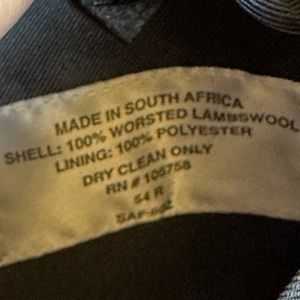 MADE IN SOUTH AFRICA
SHELL: 100% WORSTED LAMBSWOOL
LINING: 100% POLYESTER
DRY CLEAN ONLY
RN # 105758
54 R